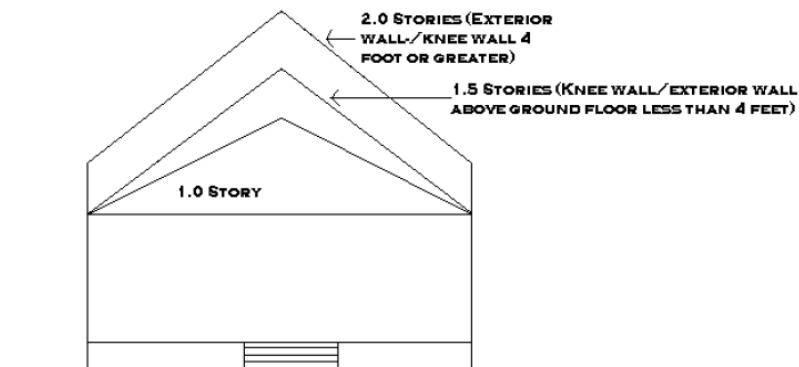 2.0 Stories (Exterior
wall-/knee wall 4
foot or greater)
1.5 Stories (Knee wall/exterior wall
above ground floor less than 4 feet)
1.0 Story